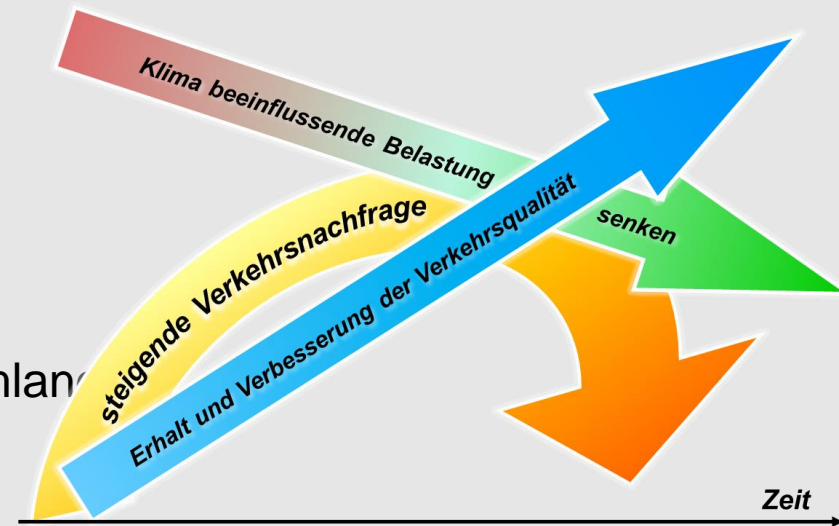 Klima beeinflussende Belastung
senken
steigende Verkehrsnachfrage
Erhalt und Verbesserung der Verkehrsqualität
Zeit